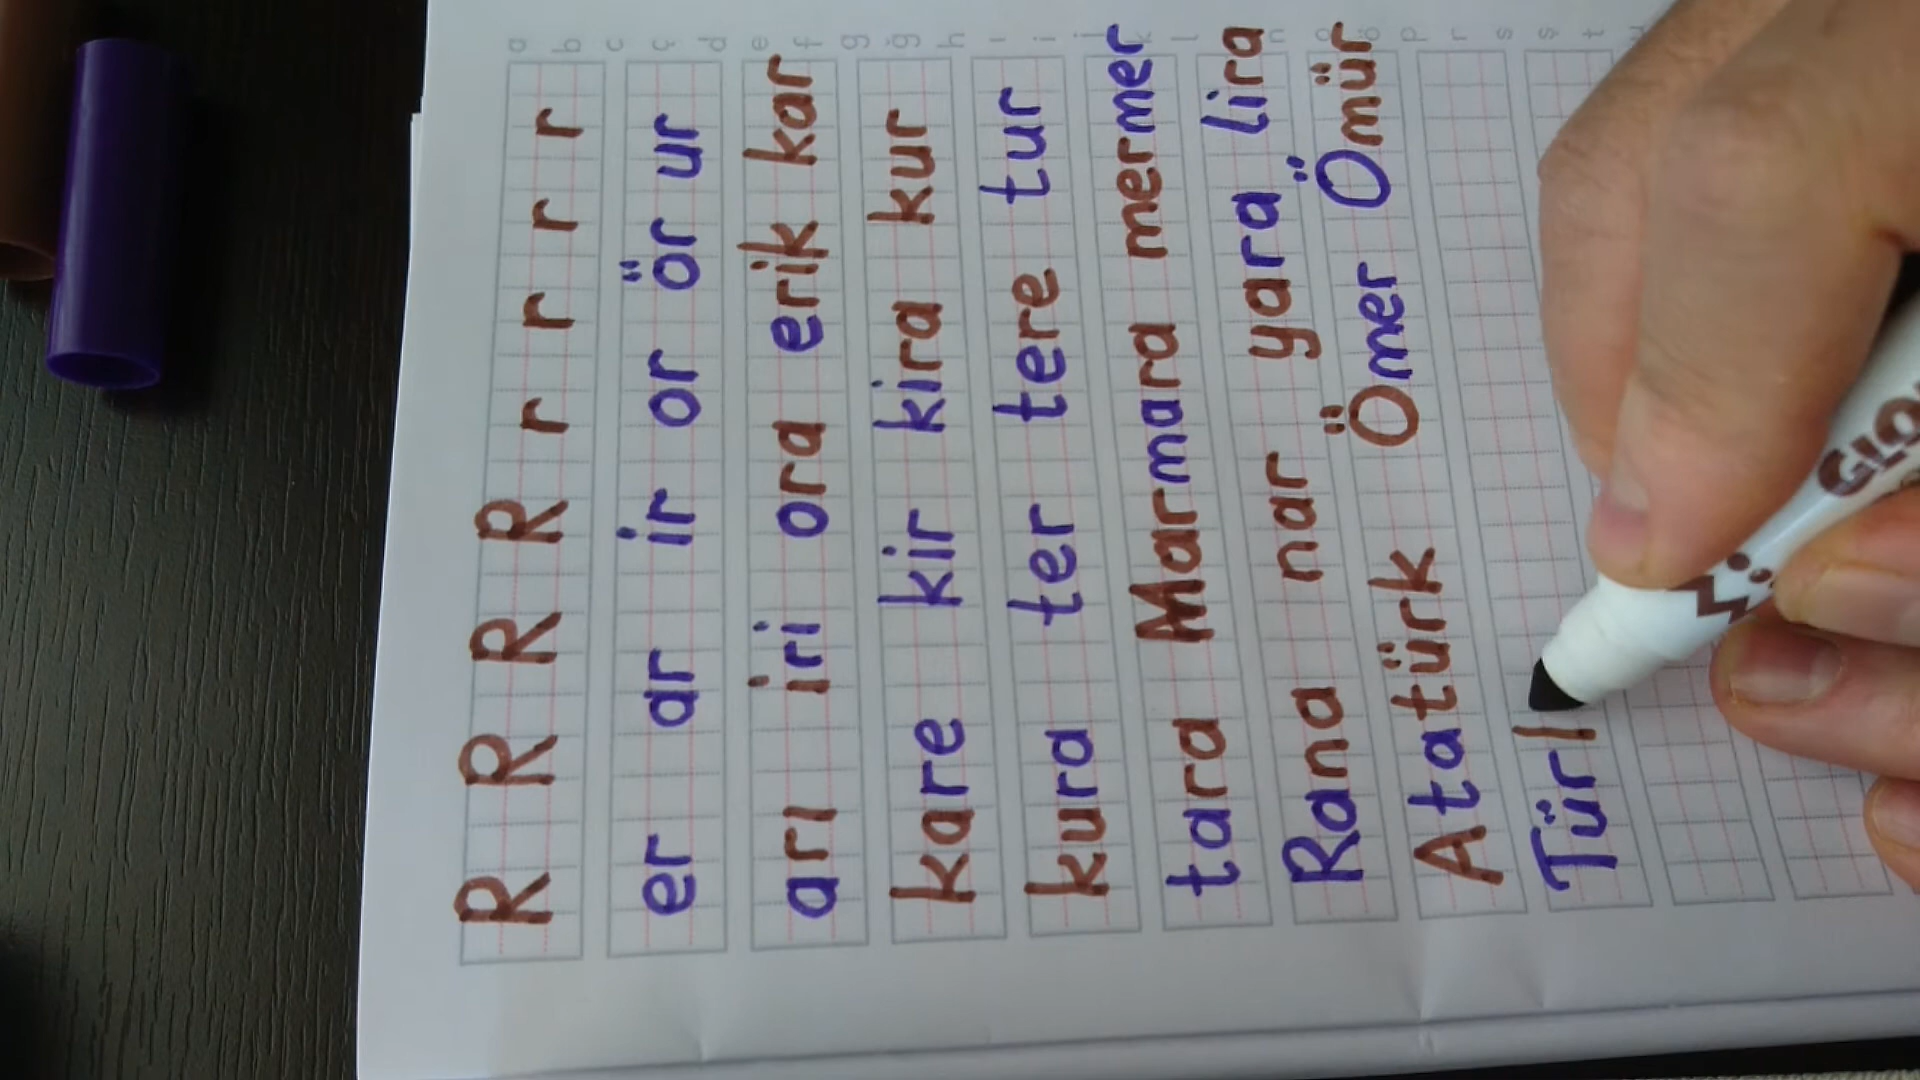 a b c ç d e f g ğ h ı i j k l n o ö p r s ş t u
R R R R r r r r
er ar ir or ör ur
arı iri ora erik kar
kare kir kira kur
kura ter tere tur
tara Marmara mermer
Rana nar yara lira
Atatürk Ömer Ömür
Türl
GLO